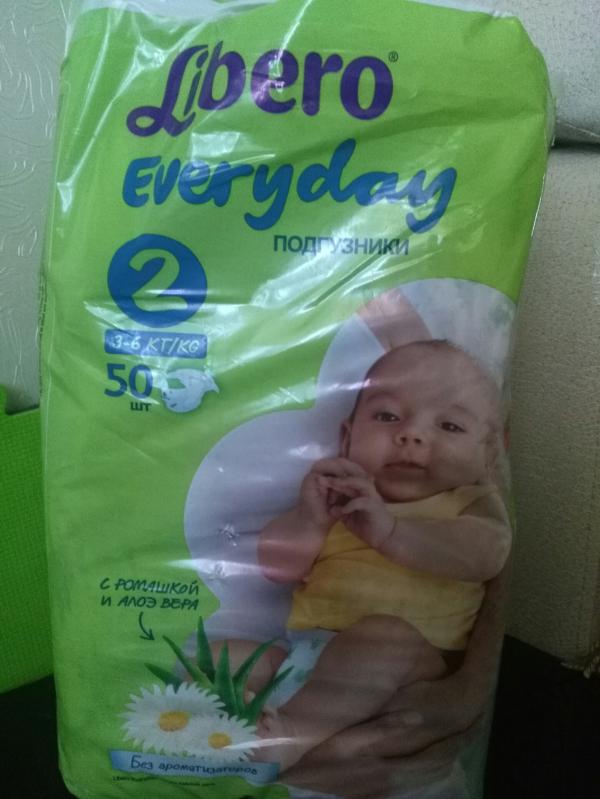 Libero®
Everyday
ПОДГУЗНИКИ
2
3-6 КГ/KG
50
шт
С РОМАШКОЙ
И АЛОЭ ВЕРА
Без ароматизаторов